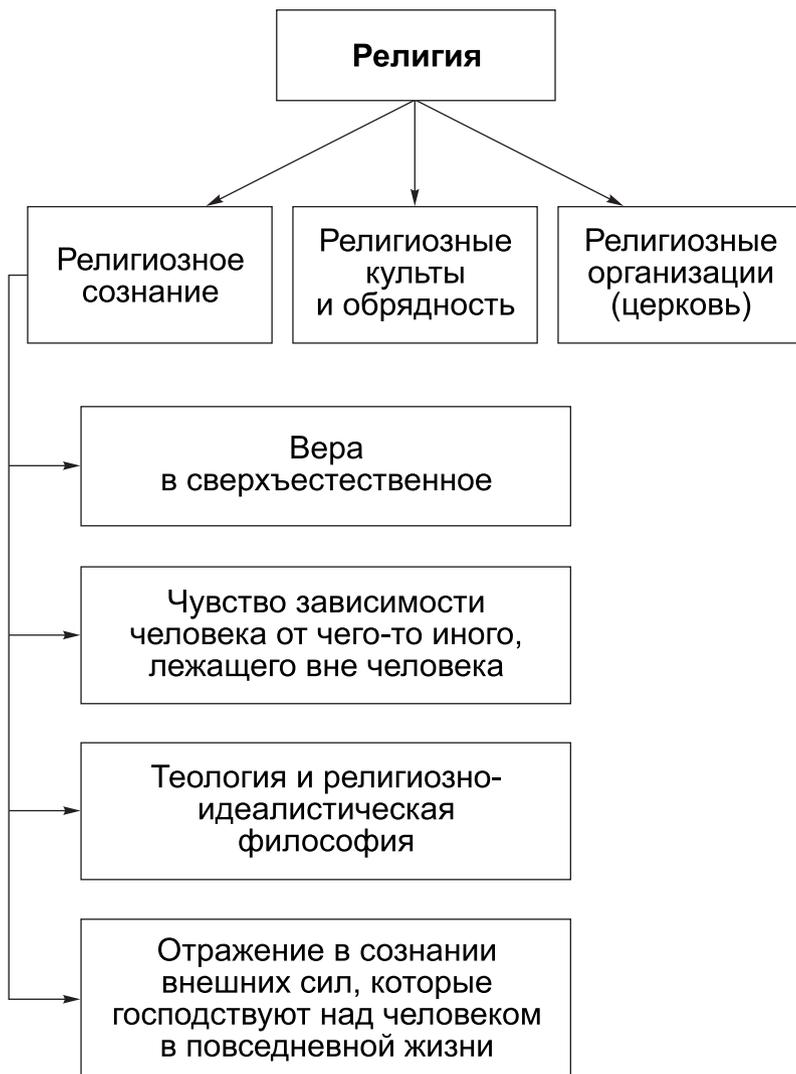 Религия
Религиозное
сознание
Религиозные
культы
и обрядность
Религиозные
организации
(церковь)
Вера
в сверхъестественное
Чувство зависимости
человека от чего-то иного,
лежащего вне человека
Теология и религиозно-
идеалистическая
философия
Отражение в сознании
внешних сил, которые
господствуют над человеком
в повседневной жизни